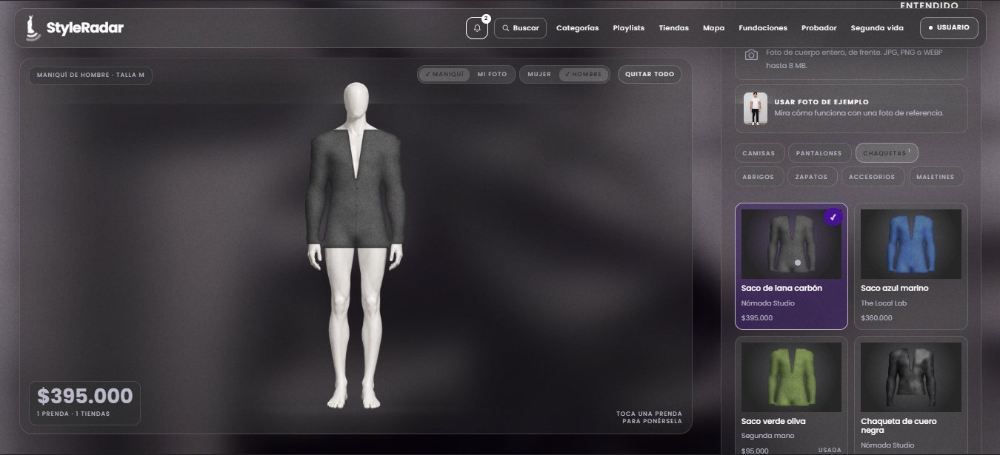 ENTENDIDO
StyleRadar
2
Buscar
Categorías
Playlists
Tiendas
Mapa
Fundaciones
Probador
Segunda vida
USUARIO
MANIQUÍ DE HOMBRE · TALLA M
✓ MANIQUÍ
MI FOTO
MUJER
✓ HOMBRE
QUITAR TODO
$395.000
1 PRENDA · 1 TIENDAS
TOCA UNA PRENDA
PARA PONÉRSELA
Foto de cuerpo entero, de frente. JPG, PNG o WEBP
hasta 8 MB.
USAR FOTO DE EJEMPLO
Mira cómo funciona con una foto de referencia.
CAMISAS
PANTALONES
CHAQUETAS 1
ABRIGOS
ZAPATOS
ACCESORIOS
MALETINES
Saco de lana carbón
Nómada Studio
$395.000
Saco azul marino
The Local Lab
$360.000
Saco verde oliva
Segunda mano
$95.000
USADA
Chaqueta de cuero
negra
Nómada Studio